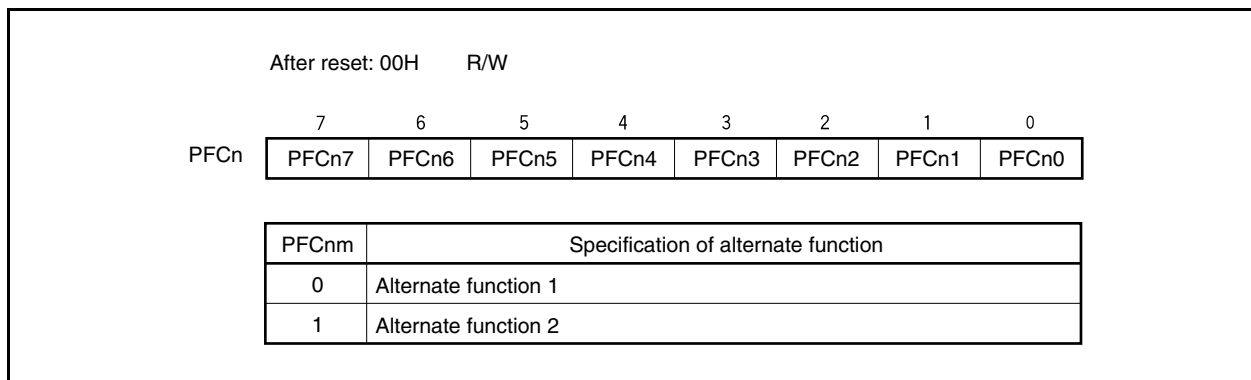 After reset: 00H R/W
7 6 5 4 3 2 1 0
PFCn PFCn7 PFCn6 PFCn5 PFCn4 PFCn3 PFCn2 PFCn1 PFCn0
PFCnm Specification of alternate function
0 Alternate function 1
1 Alternate function 2